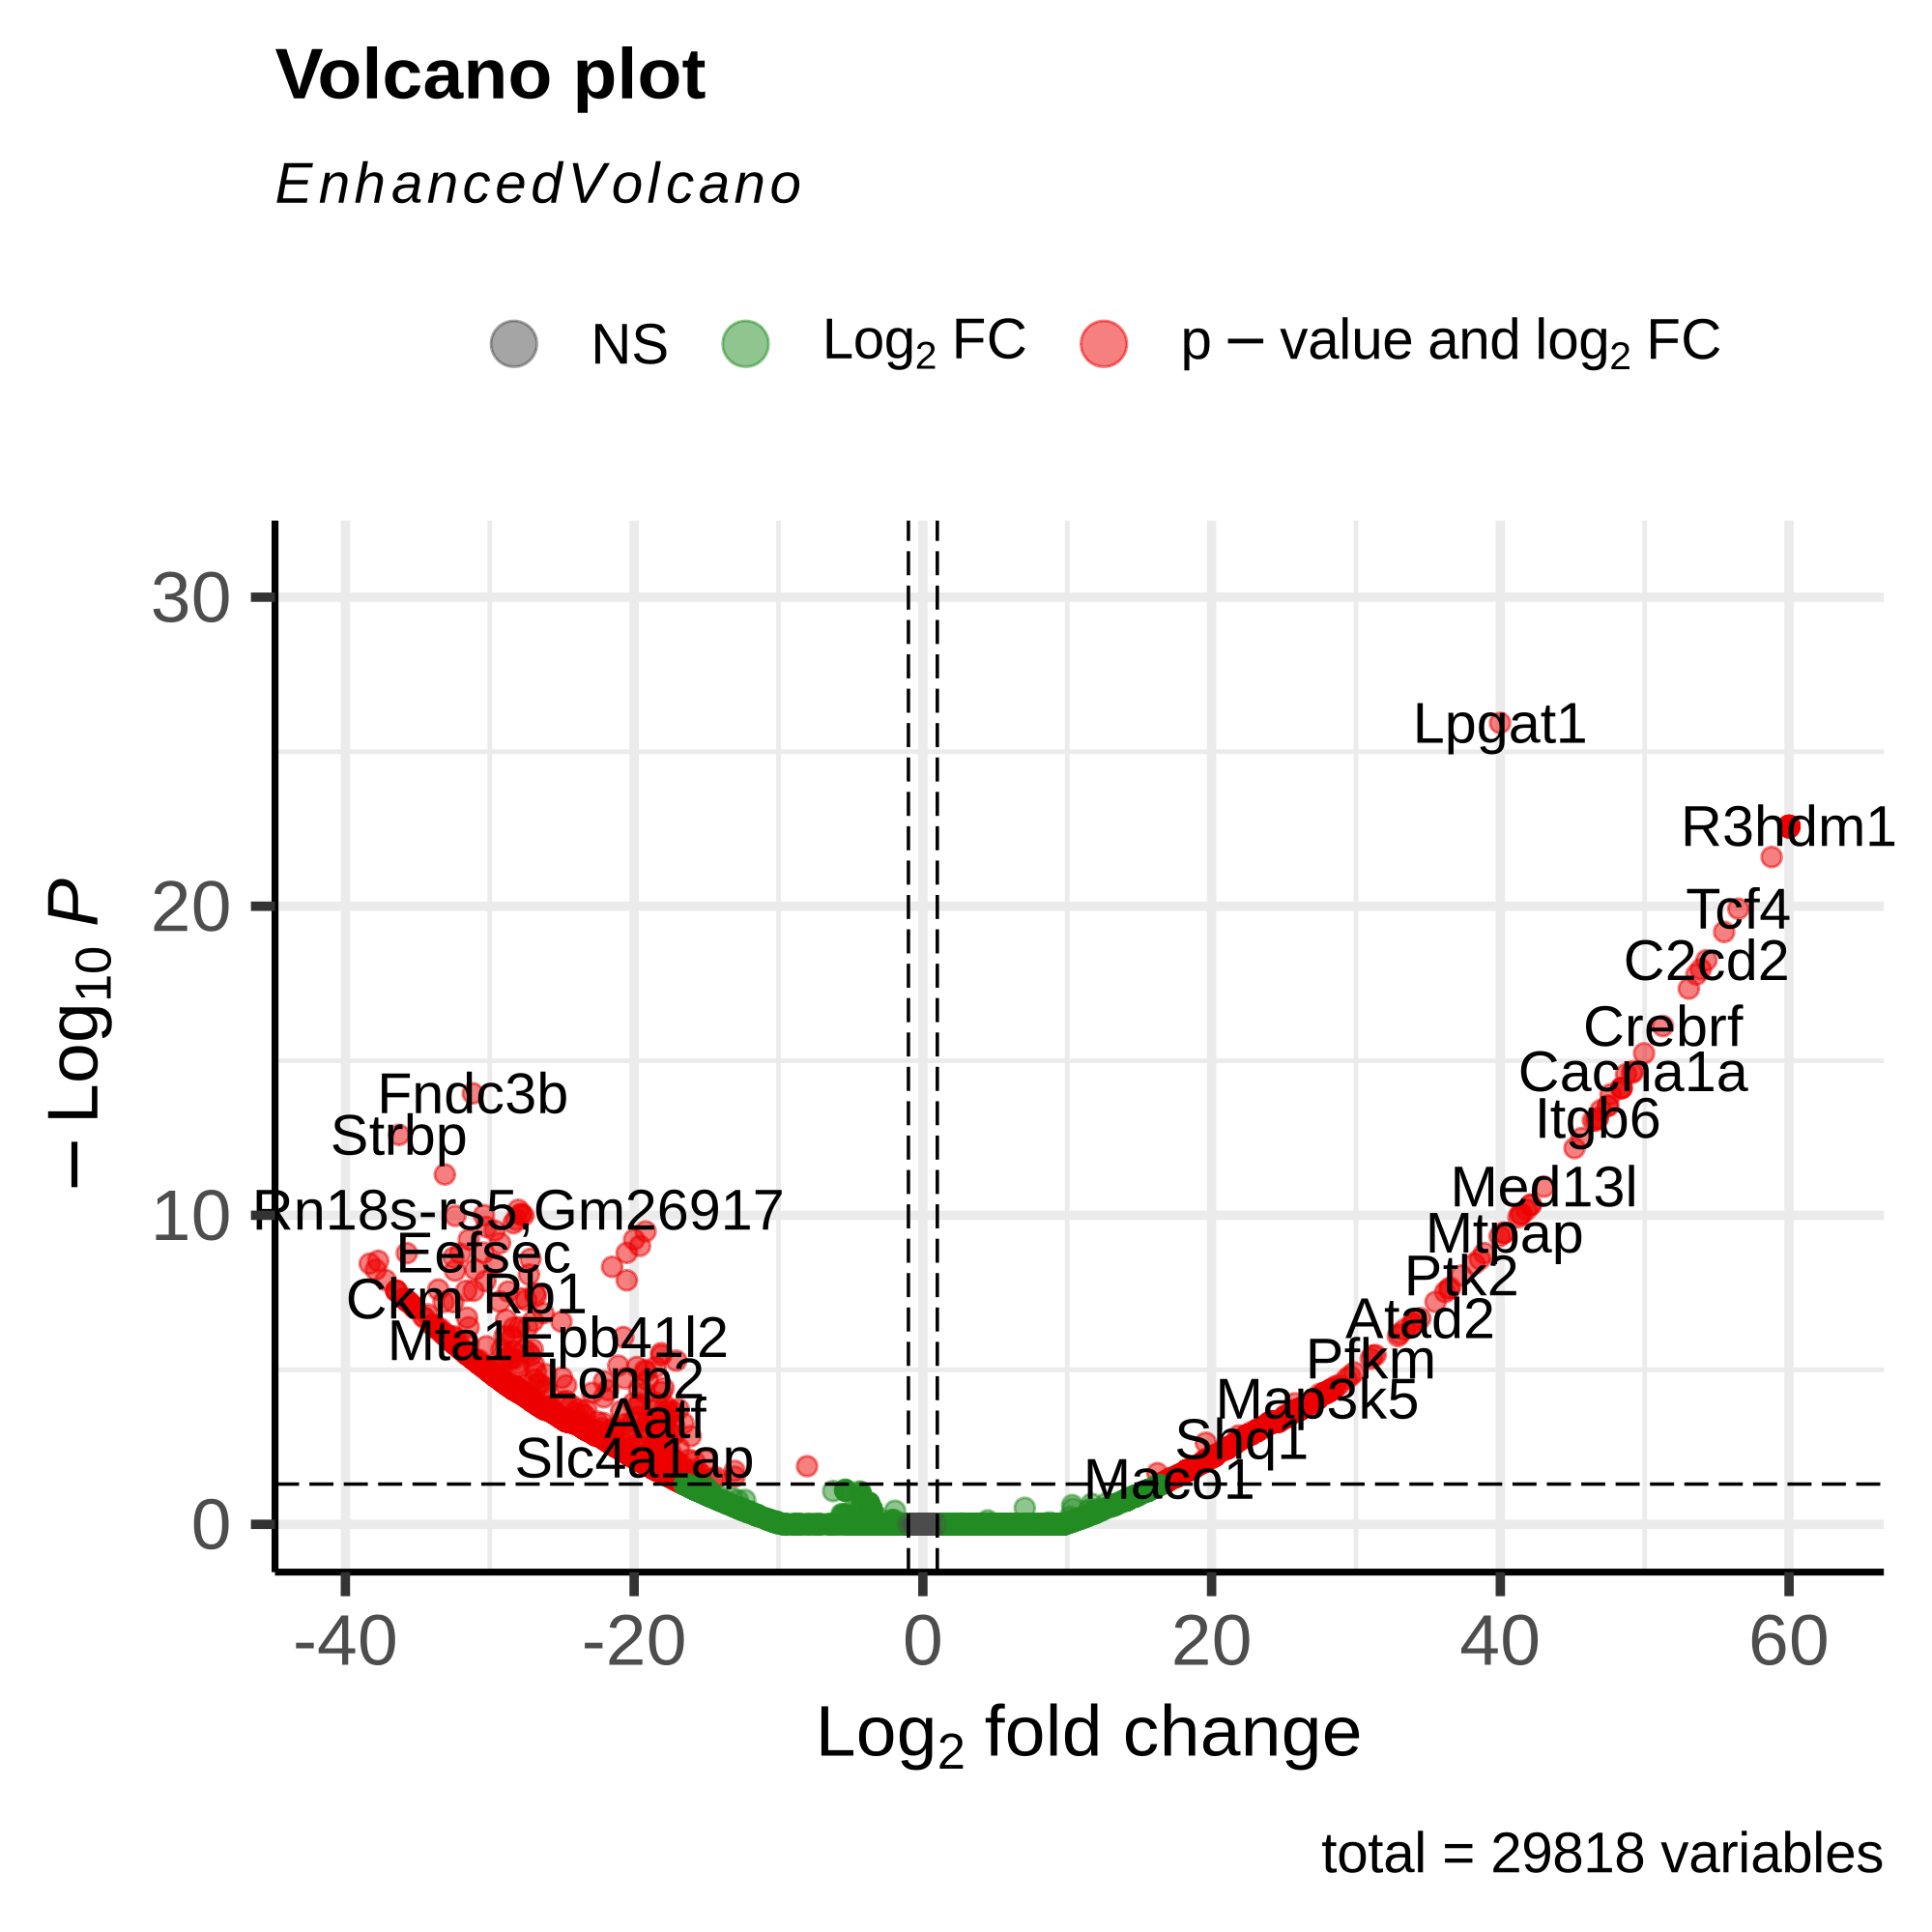 Volcano plot
EnhancedVolcano
NS Log2 FC p − value and log2 FC
30
20
10
0
− Log10 P
Lpgat1
R3hdm1
Tcf4
C2cd2
Crebrf
Cacna1a
Fndc3b
Itgb6
Strbp
Med13l
Rn18s-rs5,Gm26917
Mtpap
Eefsec
Ptk2
Ckm Rb1
Atad2
Mta1 Epb41l2
Pfkm
Lonp2
Map3k5
Aatf
Shq1
Slc4a1ap
Maco1
-40 -20 0 20 40 60
Log2 fold change
total = 29818 variables